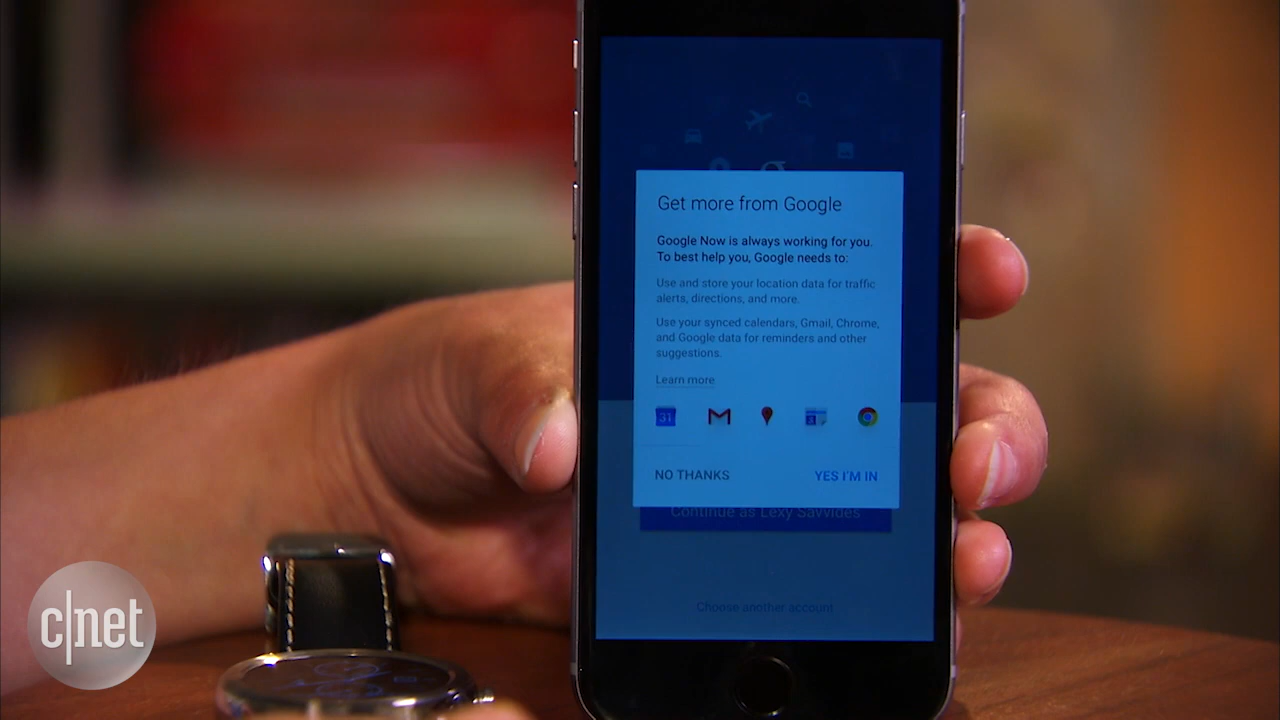 Get more from Google
Google Now is always working for you.
To best help you, Google needs to:
Use and store your location data for traffic
alerts, directions, and more.
Use your synced calendars, Gmail, Chrome,
and Google data for reminders and other
suggestions.
Learn more
31
NO THANKS
YES I'M IN
Continue as Lexy Savvides
Choose another account
c|net